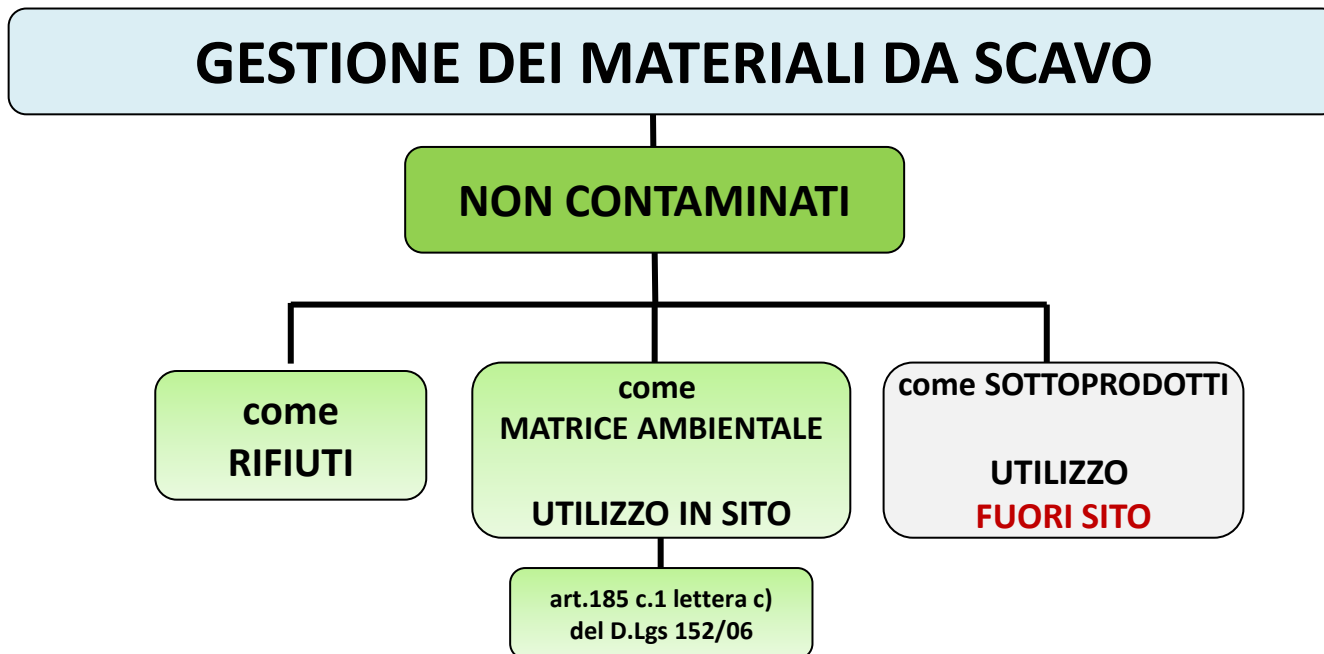 GESTIONE DEI MATERIALI DA SCAVO
NON CONTAMINATI
come
RIFIUTI
come
MATRICE AMBIENTALE
UTILIZZO IN SITO
come SOTTOPRODOTTI
UTILIZZO
FUORI SITO
art.185 c.1 lettera c)
del D.Lgs 152/06